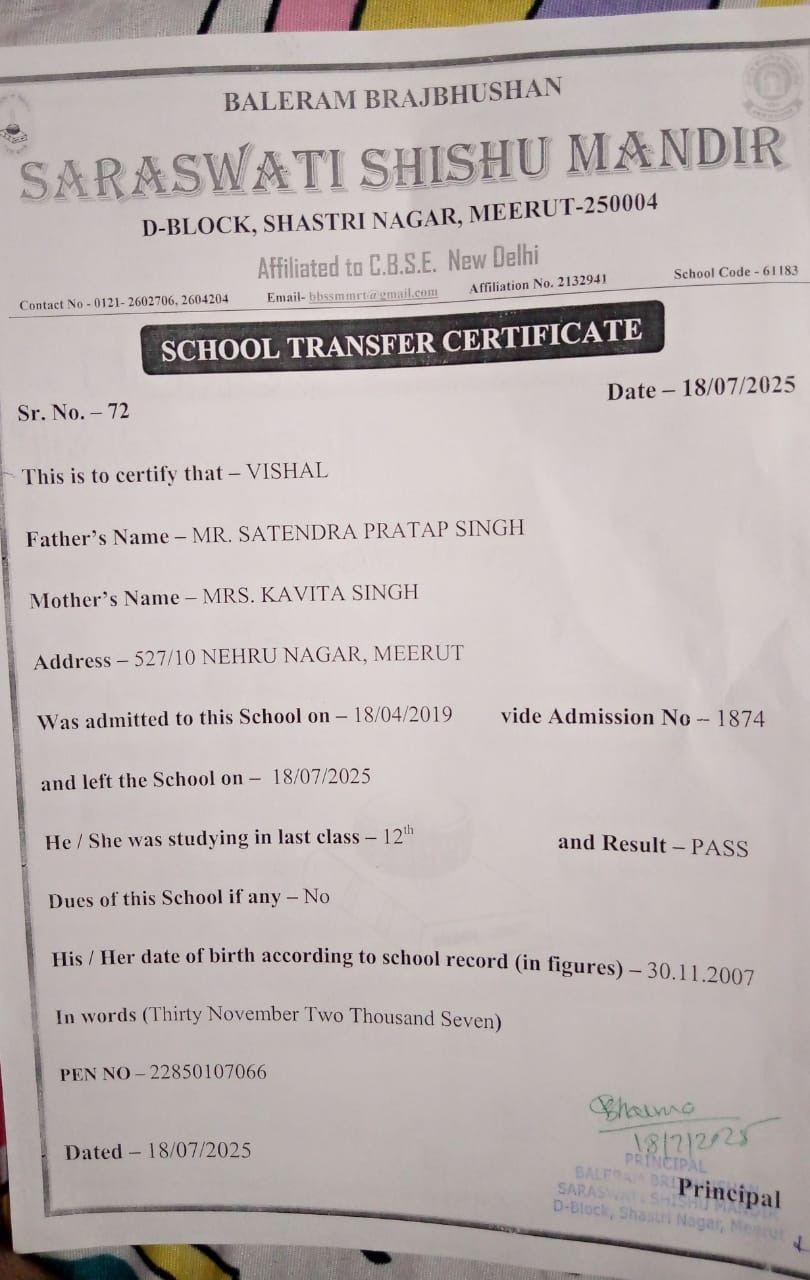 BALERAM BRAJBHUSHAN
SARASWATI SHISHU MANDIR
D-BLOCK, SHASTRI NAGAR, MEERUT-250004
Affiliated to C.B.S.E. New Delhi
Contact No - 0121- 2602706, 2604204 Email- bbssmmrt@gmail.com Affiliation No. 2132941 School Code - 61183
SCHOOL TRANSFER CERTIFICATE
Sr. No. – 72 Date – 18/07/2025
This is to certify that – VISHAL
Father's Name – MR. SATENDRA PRATAP SINGH
Mother's Name – MRS. KAVITA SINGH
Address – 527/10 NEHRU NAGAR, MEERUT
Was admitted to this School on – 18/04/2019 vide Admission No – 1874
and left the School on – 18/07/2025
He / She was studying in last class – 12th and Result – PASS
Dues of this School if any – No
His / Her date of birth according to school record (in figures) – 30.11.2007
In words (Thirty November Two Thousand Seven)
PEN NO – 22850107066
Dated – 18/07/2025
18/7/2025
PRINCIPAL
Principal
SARASWATI SHISHU MANDIR
D-Block, Shastri Nagar, Meerut